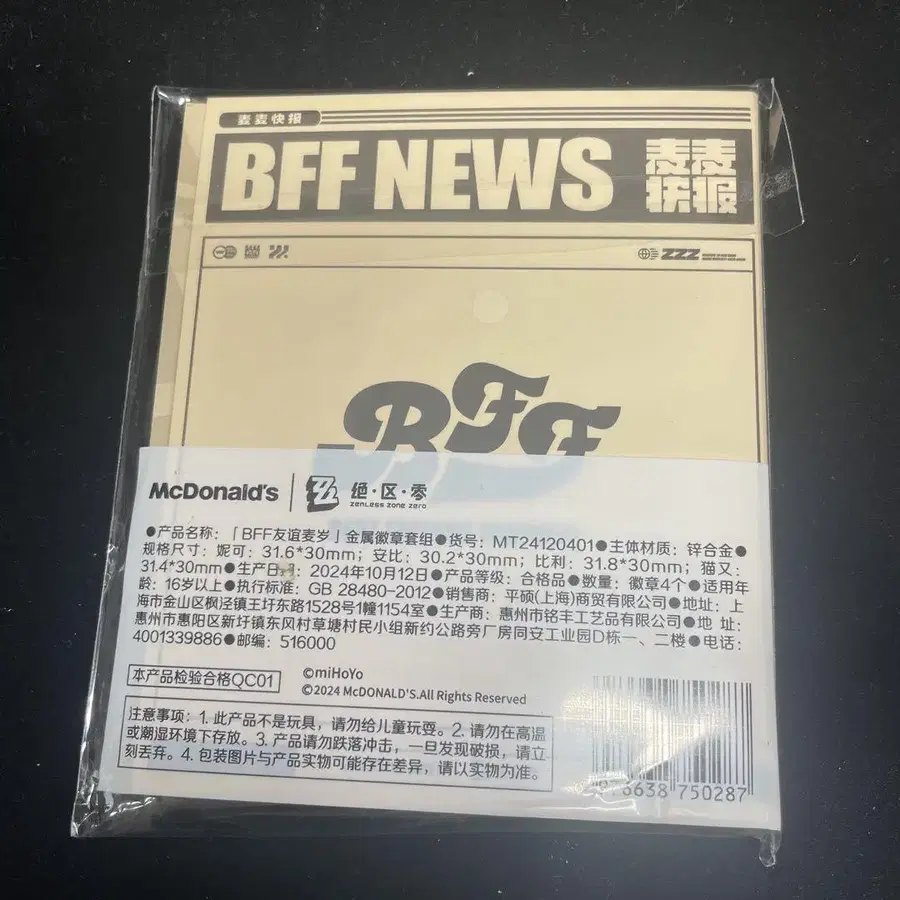 麦麦快报
BFF NEWS 麦麦快报
ZZZ
BFF
McDonald's 绝·区·零
zenless zone zero
●产品名称:「BFF友谊麦岁」金属徽章套组●货号:MT24120401●主体材质:锌合金●
规格尺寸:妮可:31.6*30mm;安比:30.2*30mm;比利:31.8*30mm;猫又:
31.4*30mm●生产日期:2024年10月12日●产品等级:合格品●数量:徽章4个●适用年
龄:16岁以上●执行标准:GB 28480-2012●销售商:平硕(上海)商贸有限公司●地址:上
海市金山区枫泾镇王圩东路1528号1幢1154室●生产商:惠州市铭丰工艺品有限公司●地 址:
惠州市惠阳区新圩镇东风村草塘村民小组新约公路旁厂房同安工业园D栋一、二楼●电话:
4001339886●邮编:516000
本产品检验合格QC01
©miHoYo
©2024 McDONALD'S.All Rights Reserved
注意事项:1.此产品不是玩具,请勿给儿童玩耍。2.请勿在高温
或潮湿环境下存放。3.产品请勿跌落冲击,一旦发现破损,请立
刻丢弃。4.包装图片与产品实物可能存在差异,请以实物为准。
750287